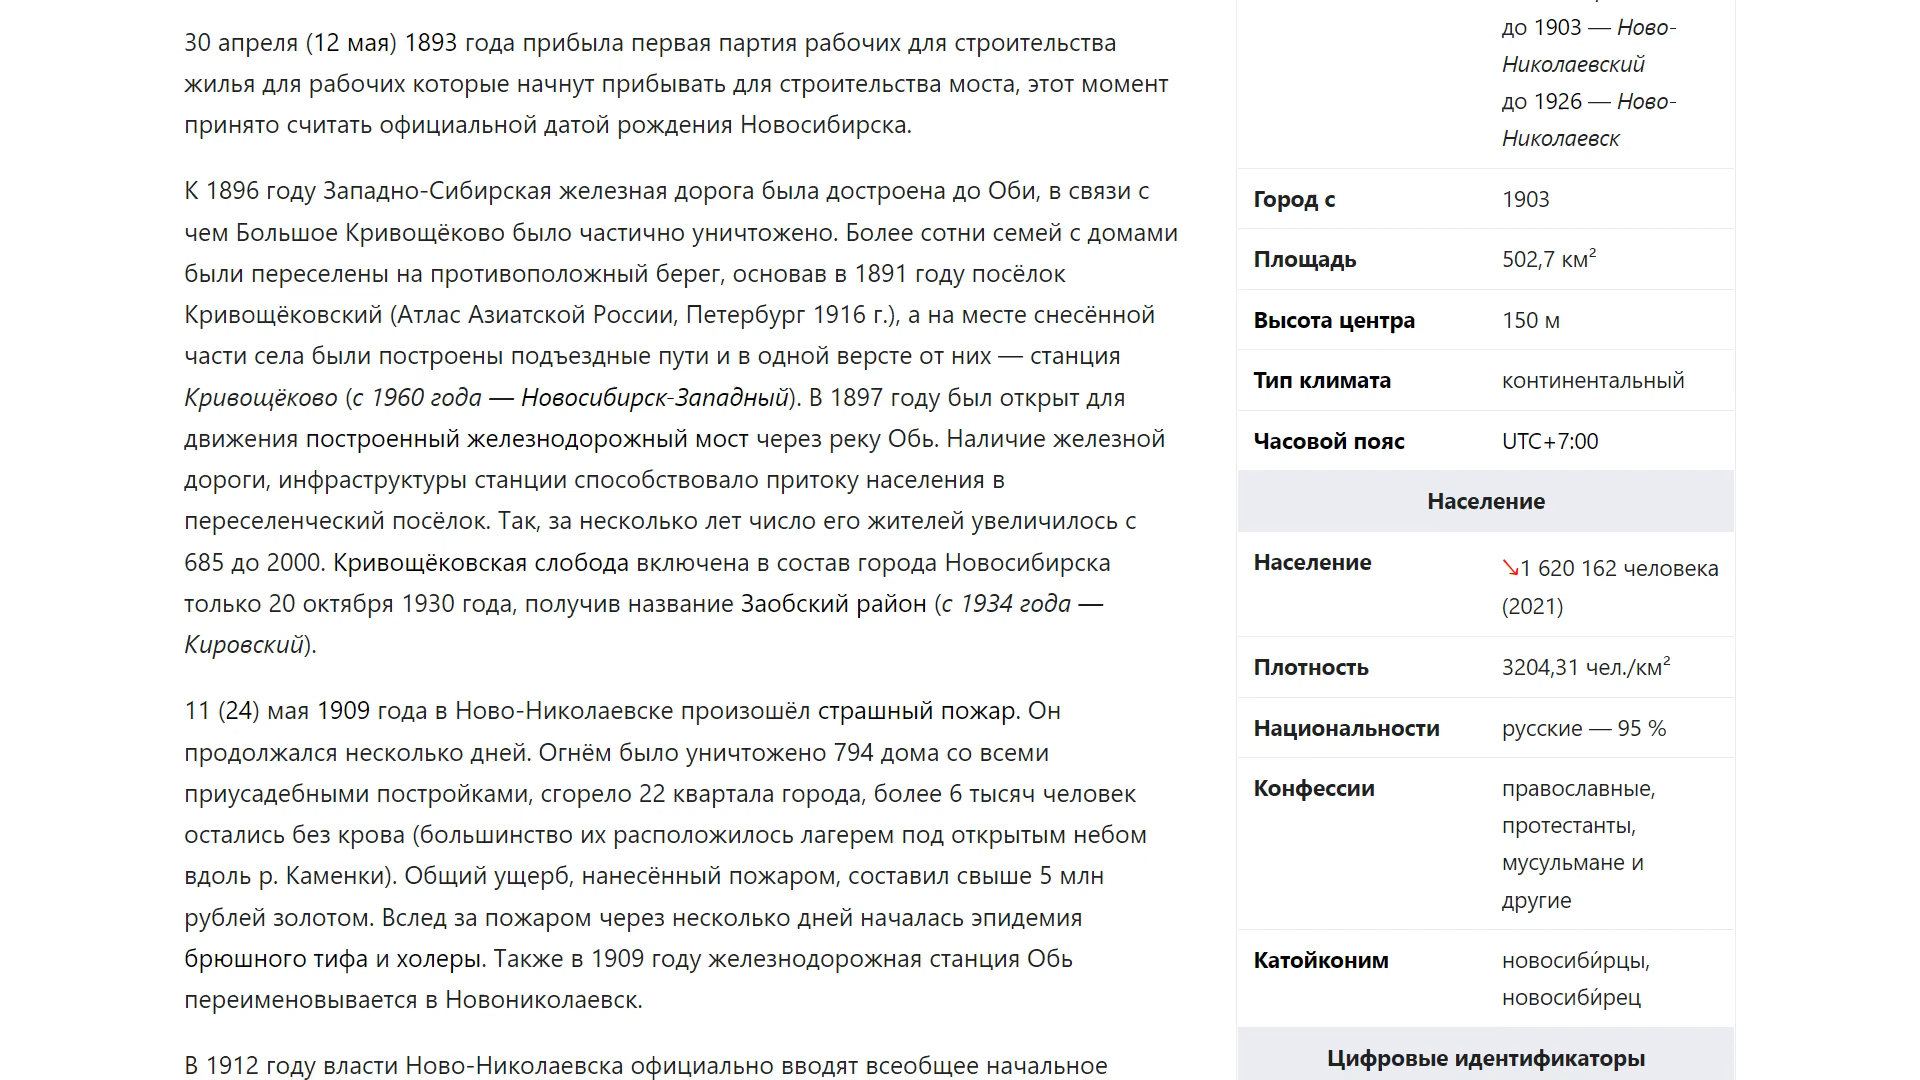 30 апреля (12 мая) 1893 года прибыла первая партия рабочих для строительства
жилья для рабочих которые начнут прибывать для строительства моста, этот момент
принято считать официальной датой рождения Новосибирска.
К 1896 году Западно-Сибирская железная дорога была достроена до Оби, в связи с
чем Большое Кривощёково было частично уничтожено. Более сотни семей с домами
были переселены на противоположный берег, основав в 1891 году посёлок
Кривощёковский (Атлас Азиатской России, Петербург 1916 г.), а на месте снесённой
части села были построены подъездные пути и в одной версте от них — станция
Кривощёково (с 1960 года — Новосибирск-Западный). В 1897 году был открыт для
движения построенный железнодорожный мост через реку Обь. Наличие железной
дороги, инфраструктуры станции способствовало притоку населения в
переселенческий посёлок. Так, за несколько лет число его жителей увеличилось с
685 до 2000. Кривощёковская слобода включена в состав города Новосибирска
только 20 октября 1930 года, получив название Заобский район (с 1934 года —
Кировский).
11 (24) мая 1909 года в Ново-Николаевске произошёл страшный пожар. Он
продолжался несколько дней. Огнём было уничтожено 794 дома со всеми
приусадебными постройками, сгорело 22 квартала города, более 6 тысяч человек
остались без крова (большинство их расположилось лагерем под открытым небом
вдоль р. Каменки). Общий ущерб, нанесённый пожаром, составил свыше 5 млн
рублей золотом. Вслед за пожаром через несколько дней началась эпидемия
брюшного тифа и холеры. Также в 1909 году железнодорожная станция Обь
переименовывается в Новониколаевск.
В 1912 году власти Ново-Николаевска официально вводят всеобщее начальное
до 1903 — Ново-
Николаевский
до 1926 — Ново-
Николаевск
Город с 1903
Площадь 502,7 км²
Высота центра 150 м
Тип климата континентальный
Часовой пояс UTC+7:00
Население
Население ↘1 620 162 человека
(2021)
Плотность 3204,31 чел./км²
Национальности русские — 95 %
Конфессии православные,
протестанты,
мусульмане и
другие
Катойконим новосиби́рцы,
новосиби́рец
Цифровые идентификаторы